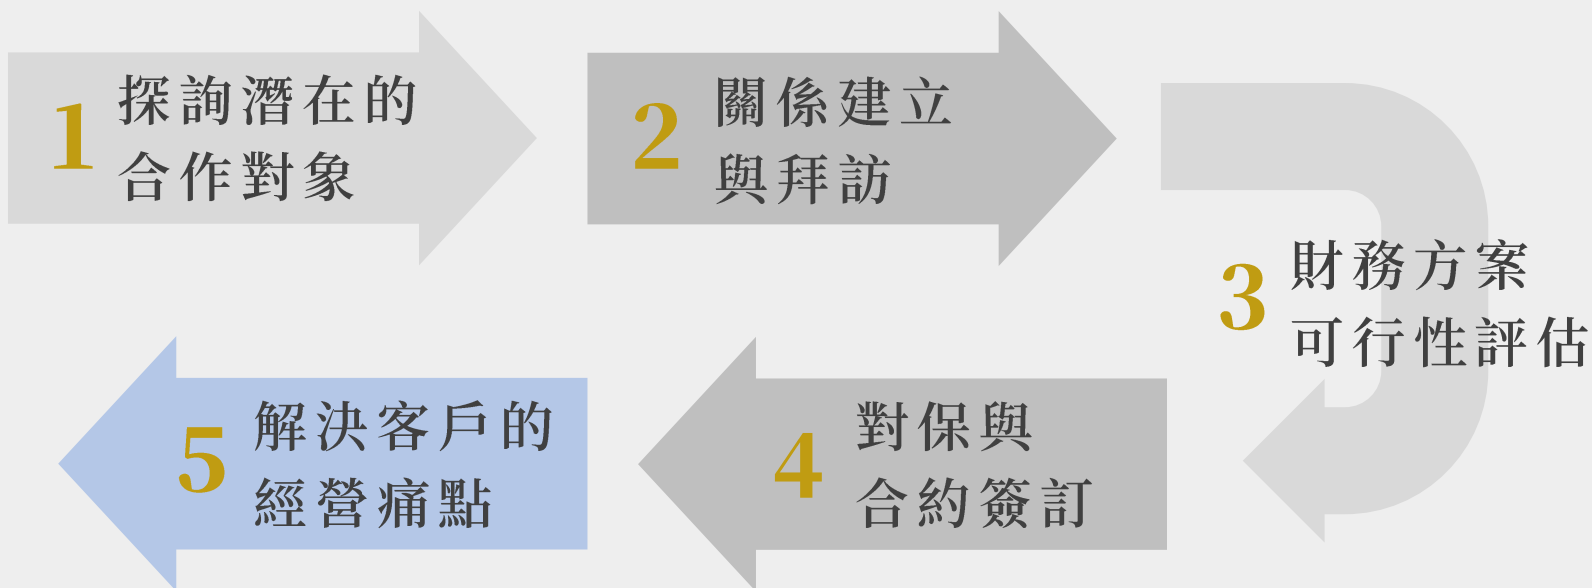 1
探詢潛在的
合作對象
2
關係建立
與拜訪
3
財務方案
可行性評估
4
對保與
合約簽訂
5
解決客戶的
經營痛點